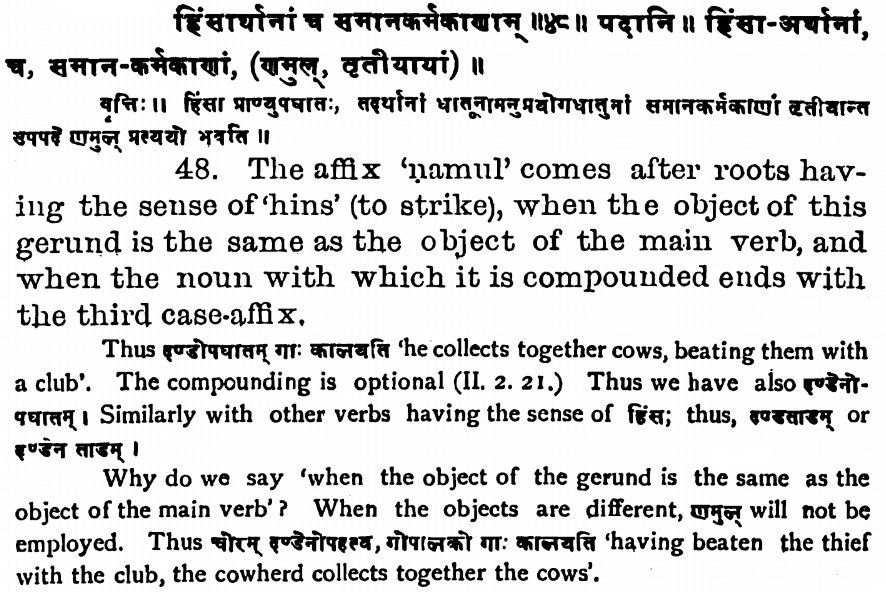 हिंसार्थानां च समानकर्मकाणाम् ॥४८॥ पदानि ॥ हिंसा-अर्थानां,
च, समान-कर्मकाणां, (णमुल्, तृतीयायां) ॥
वृत्तिः ॥ हिंसा प्राण्युपघातः, तदर्थानां धातूनामनुप्रयोगधातुनां समानकर्मकाणां तृतीयान्त
उपपदे णमुल् प्रत्ययो भवति ॥
48. The affix 'ṇamul' comes after roots hav-
ing the sense of 'hins' (to strike), when the object of this
gerund is the same as the object of the main verb, and
when the noun with which it is compounded ends with
the third case-affix.
Thus दण्डोपघातम् गाः कालयति 'he collects together cows, beating them with
a club'. The compounding is optional (II. 2. 21.) Thus we have also दण्डेनो-
पघातम् । Similarly with other verbs having the sense of हिंस; thus, दण्डताडम् or
दण्डेन ताडम् ।
Why do we say 'when the object of the gerund is the same as the
object of the main verb'? When the objects are different, णमुल् will not be
employed. Thus चोरम् दण्डेनोपहत्य, गोपालको गाः कालयति 'having beaten the thief
with the club, the cowherd collects together the cows'.